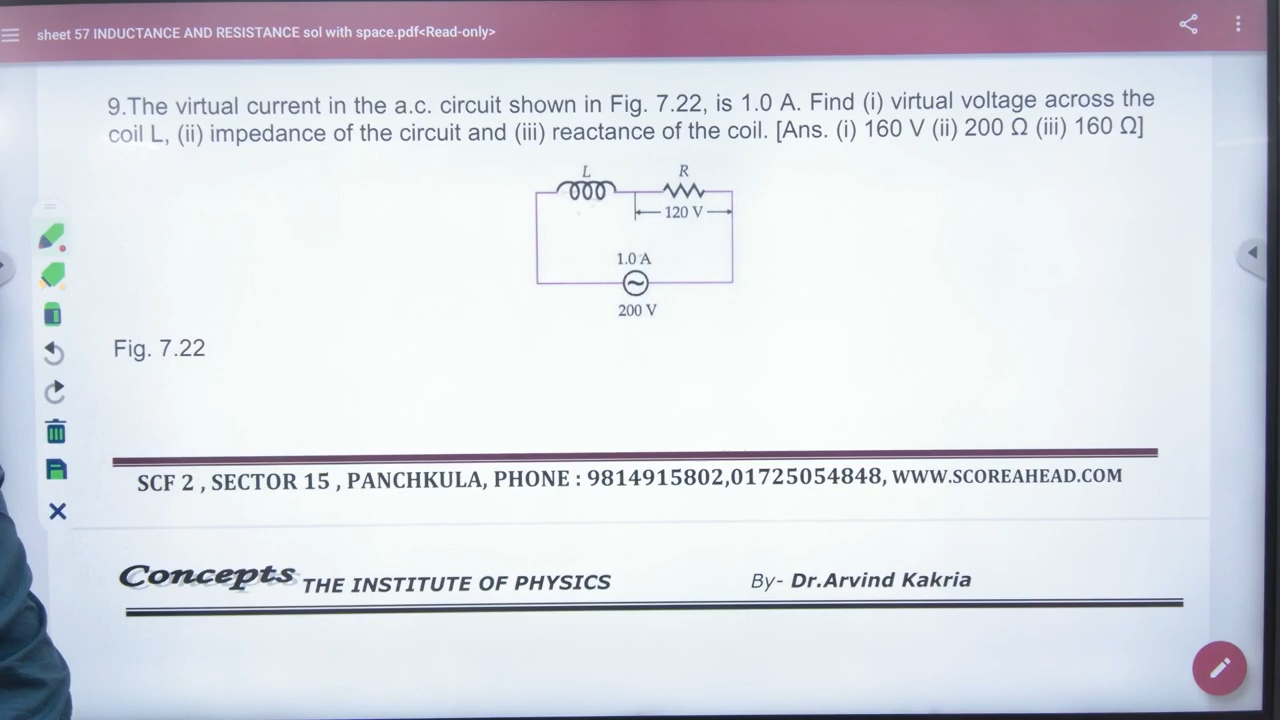 sheet 57 INDUCTANCE AND RESISTANCE sol with space.pdf<Read-only>
9.The virtual current in the a.c. circuit shown in Fig. 7.22, is 1.0 A. Find (i) virtual voltage across the
coil L, (ii) impedance of the circuit and (iii) reactance of the coil. [Ans. (i) 160 V (ii) 200 Ω (iii) 160 Ω]
L R
120 V
1.0 A
200 V
Fig. 7.22
SCF 2 , SECTOR 15 , PANCHKULA, PHONE : 9814915802,01725054848, WWW.SCOREAHEAD.COM
Concepts THE INSTITUTE OF PHYSICS By- Dr.Arvind Kakria